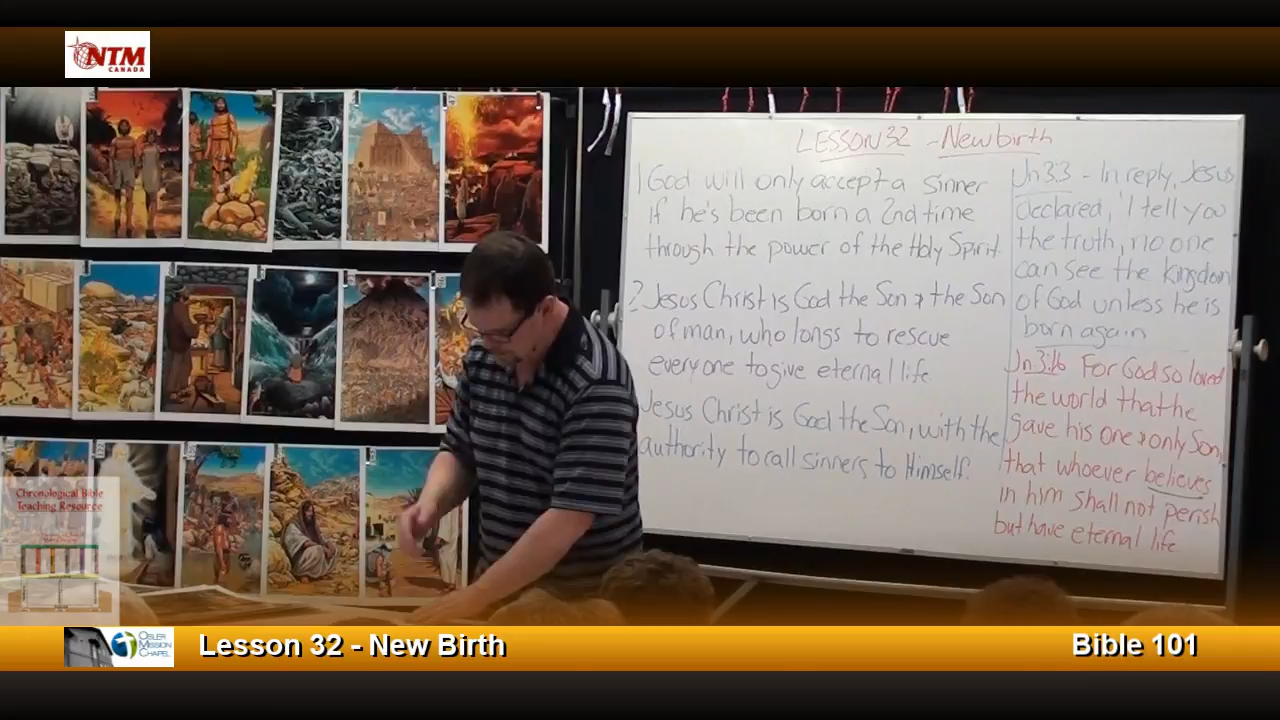 NTM
CANADA
LESSON 32 - New birth
1 God will only accept a sinner
if he's been born a 2nd time
through the power of the Holy Spirit.
2 Jesus Christ is God the Son & the Son
of man, who longs to rescue
everyone to give eternal life.
Jesus Christ is God the Son, with the
authority to call sinners to Himself.
Jn 3:3 - In reply, Jesus
declared, 'I tell you
the truth, no one
can see the kingdom
of God unless he is
born again
Jn 3:16 For God so loved
the world that he
gave his one & only Son,
that whoever believes
in him shall not perish
but have eternal life.
Chronological Bible
Teaching Resource
OSLER
MISSION
CHAPEL
Lesson 32 - New Birth
Bible 101